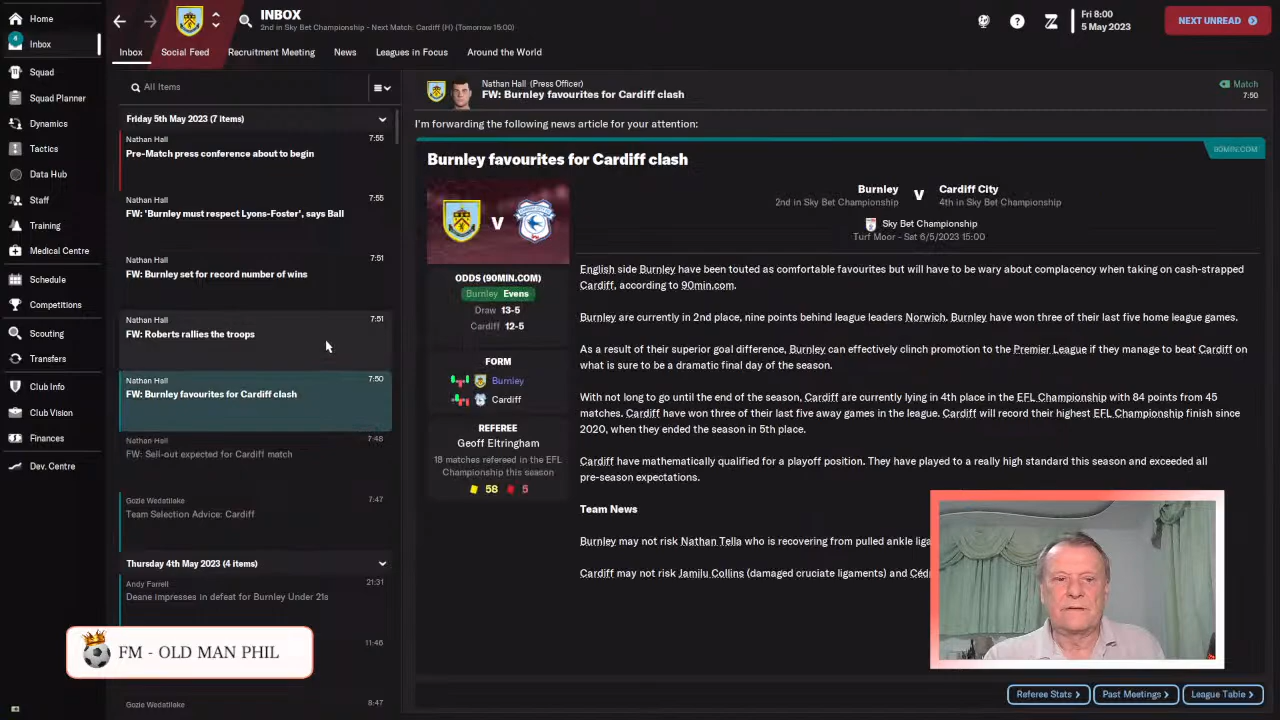 Home
Inbox
4
Squad
Squad Planner
Dynamics
Tactics
Data Hub
Staff
Training
Medical Centre
Schedule
Competitions
Scouting
Transfers
Club Info
Club Vision
Finances
Dev. Centre
INBOX
2nd in Sky Bet Championship - Next Match: Cardiff (H) (Tomorrow 15:00)
Fri 8:00
5 May 2023
NEXT UNREAD
Inbox
Social Feed
Recruitment Meeting
News
Leagues in Focus
Around the World
All Items
Friday 5th May 2023 (7 items)
Nathan Hall 7:55
Pre-Match press conference about to begin
Nathan Hall 7:55
FW: 'Burnley must respect Lyons-Foster', says Ball
Nathan Hall 7:51
FW: Burnley set for record number of wins
Nathan Hall 7:51
FW: Roberts rallies the troops
Nathan Hall 7:50
FW: Burnley favourites for Cardiff clash
Nathan Hall 7:48
FW: Sell-out expected for Cardiff match
Gozie Wedatilake 7:47
Team Selection Advice: Cardiff
Thursday 4th May 2023 (4 items)
Andy Farrell 21:31
Deane impresses in defeat for Burnley Under 21s
11:46
Gozie Wedatilake 8:47
FM - OLD MAN PHIL
Nathan Hall (Press Officer)
FW: Burnley favourites for Cardiff clash
Match
7:50
I'm forwarding the following news article for your attention:
Burnley favourites for Cardiff clash
90MIN.COM
V
Burnley V Cardiff City
2nd in Sky Bet Championship 4th in Sky Bet Championship
Sky Bet Championship
Turf Moor - Sat 6/5/2023 15:00
ODDS (90MIN.COM)
Burnley Evens
Draw 13-5
Cardiff 12-5
FORM
Burnley
Cardiff
REFEREE
Geoff Eltringham
18 matches refereed in the EFL
Championship this season
58 5
English side Burnley have been touted as comfortable favourites but will have to be wary about complacency when taking on cash-strapped
Cardiff, according to 90min.com.
Burnley are currently in 2nd place, nine points behind league leaders Norwich. Burnley have won three of their last five home league games.
As a result of their superior goal difference, Burnley can effectively clinch promotion to the Premier League if they manage to beat Cardiff on
what is sure to be a dramatic final day of the season.
With not long to go until the end of the season, Cardiff are currently lying in 4th place in the EFL Championship with 84 points from 45
matches. Cardiff have won three of their last five away games in the league. Cardiff will record their highest EFL Championship finish since
2020, when they ended the season in 5th place.
Cardiff have mathematically qualified for a playoff position. They have played to a really high standard this season and exceeded all
pre-season expectations.
Team News
Burnley may not risk Nathan Tella who is recovering from pulled ankle liga
Cardiff may not risk Jamilu Collins (damaged cruciate ligaments) and Céd
Referee Stats
Past Meetings
League Table